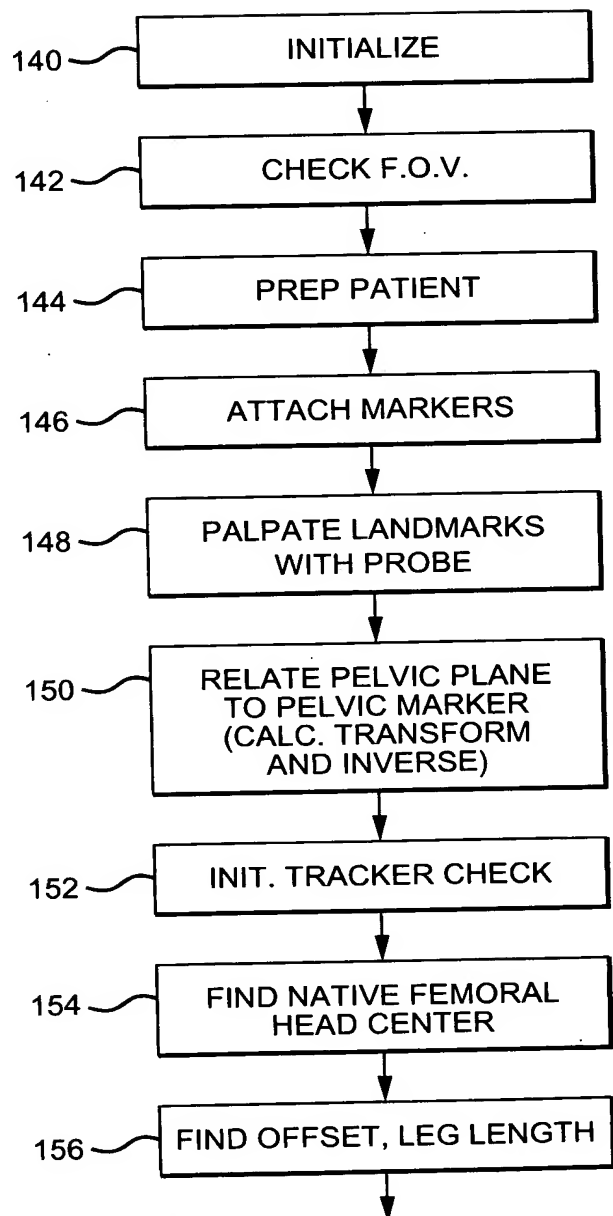 140
INITIALIZE
142
CHECK F.O.V.
144
PREP PATIENT
146
ATTACH MARKERS
148
PALPATE LANDMARKS
WITH PROBE
150
RELATE PELVIC PLANE
TO PELVIC MARKER
(CALC. TRANSFORM
AND INVERSE)
152
INIT. TRACKER CHECK
154
FIND NATIVE FEMORAL
HEAD CENTER
156
FIND OFFSET, LEG LENGTH